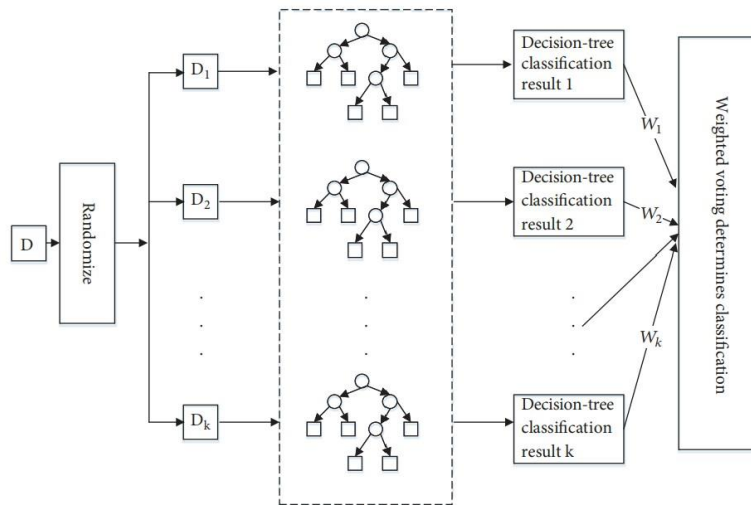 D
Randomize
D₁
D₂
Dₖ
Decision-tree
classification
result 1
Decision-tree
classification
result 2
Decision-tree
classification
result k
W₁
W₂
Wₖ
Weighted voting determines classification